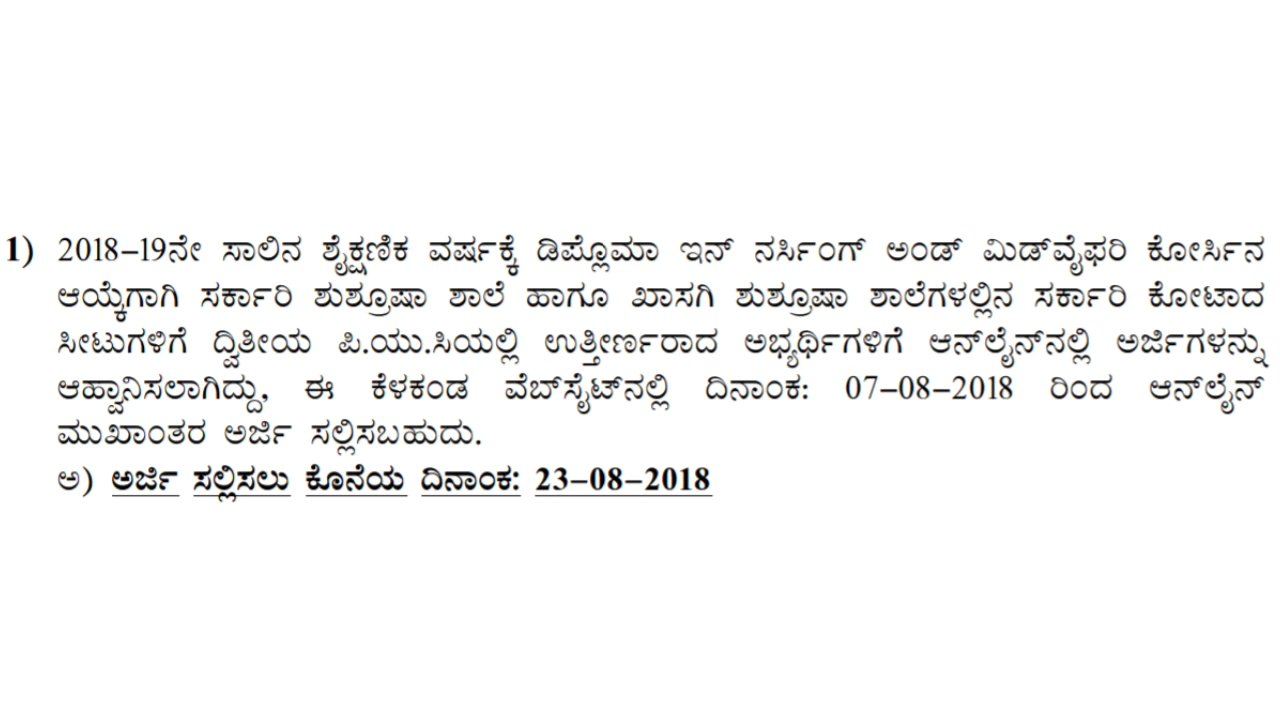 1) 2018–19ನೇ ಸಾಲಿನ ಶೈಕ್ಷಣಿಕ ವರ್ಷಕ್ಕೆ ಡಿಪ್ಲೊಮಾ ಇನ್ ನರ್ಸಿಂಗ್ ಅಂಡ್ ಮಿಡ್‌ವೈಫರಿ ಕೋರ್ಸಿನ
ಆಯ್ಕೆಗಾಗಿ ಸರ್ಕಾರಿ ಶುಶ್ರೂಷಾ ಶಾಲೆ ಹಾಗೂ ಖಾಸಗಿ ಶುಶ್ರೂಷಾ ಶಾಲೆಗಳಲ್ಲಿನ ಸರ್ಕಾರಿ ಕೋಟಾದ
ಸೀಟುಗಳಿಗೆ ದ್ವಿತೀಯ ಪಿ.ಯು.ಸಿಯಲ್ಲಿ ಉತ್ತೀರ್ಣರಾದ ಅಭ್ಯರ್ಥಿಗಳಿಗೆ ಆನ್‌ಲೈನ್‌ನಲ್ಲಿ ಅರ್ಜಿಗಳನ್ನು
ಆಹ್ವಾನಿಸಲಾಗಿದ್ದು, ಈ ಕೆಳಕಂಡ ವೆಬ್‌ಸೈಟ್‌ನಲ್ಲಿ ದಿನಾಂಕ: 07–08–2018 ರಿಂದ ಆನ್‌ಲೈನ್
ಮುಖಾಂತರ ಅರ್ಜಿ ಸಲ್ಲಿಸಬಹುದು.
ಅ) ಅರ್ಜಿ ಸಲ್ಲಿಸಲು ಕೊನೆಯ ದಿನಾಂಕ: 23–08–2018